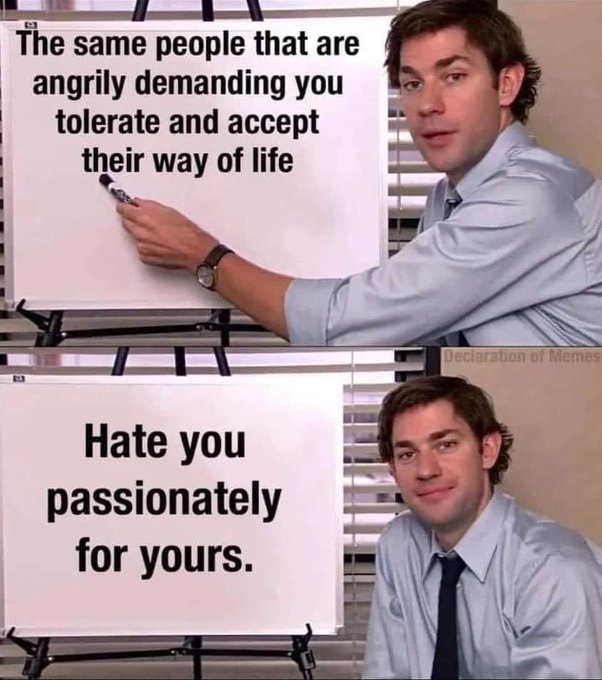 The same people that are
angrily demanding you
tolerate and accept
their way of life
Declaration of Memes
Hate you
passionately
for yours.